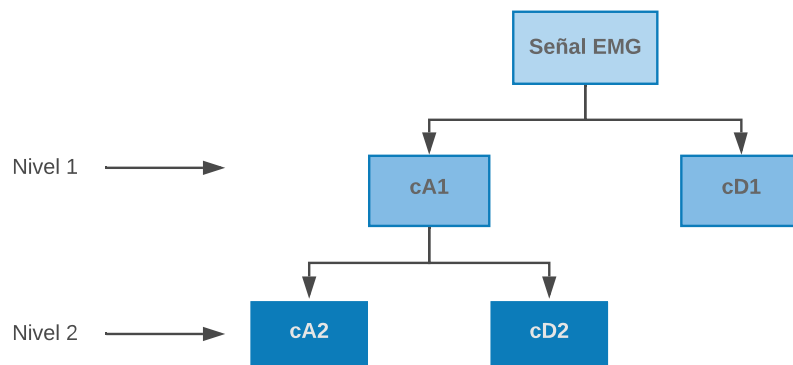 Señal EMG
Nivel 1
cA1
cD1
Nivel 2
cA2
cD2